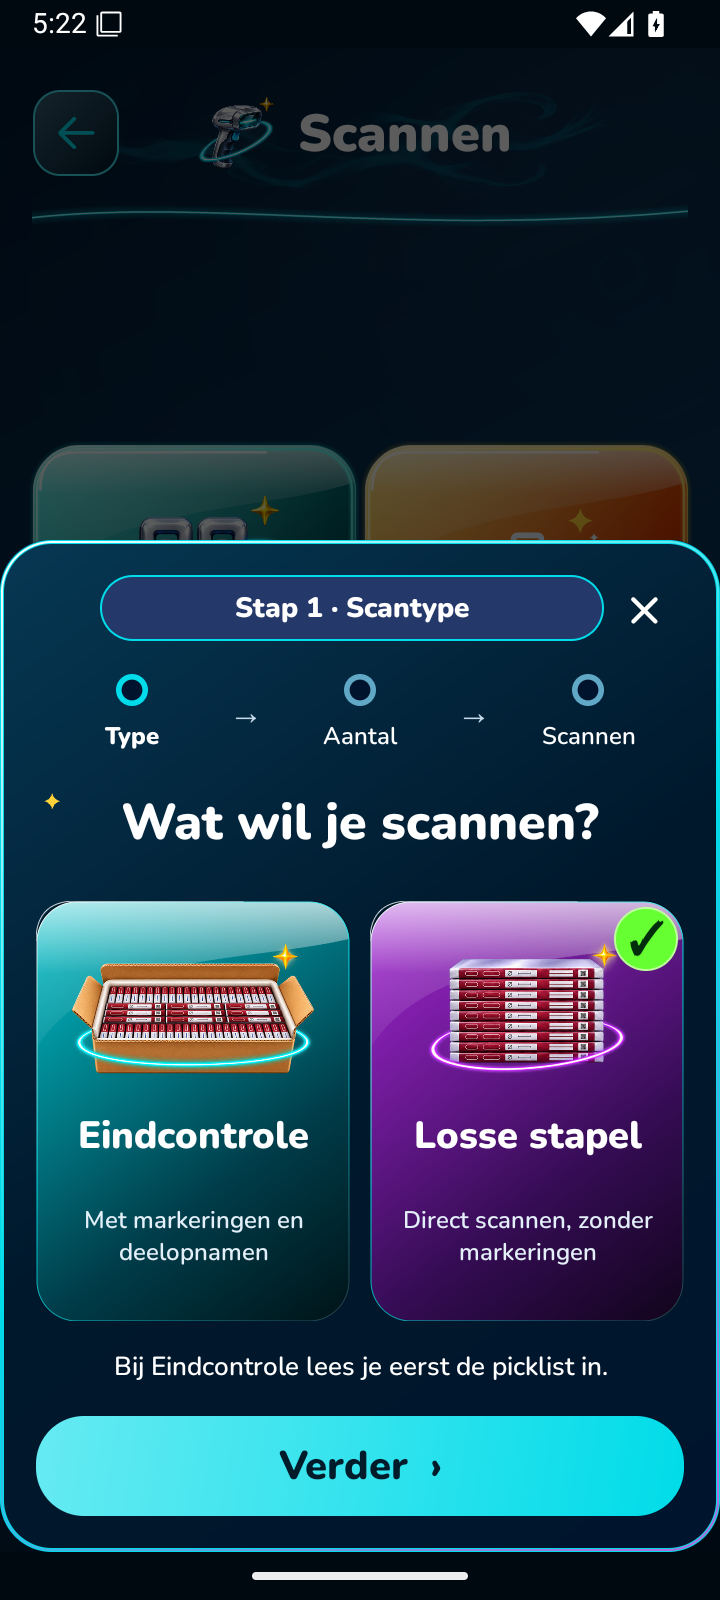 5:22
Scannen
Stap 1 · Scantype
Type → Aantal → Scannen
Wat wil je scannen?
Eindcontrole
Met markeringen en
deelopnamen
Losse stapel
Direct scannen, zonder
markeringen
Bij Eindcontrole lees je eerst de picklist in.
Verder ›